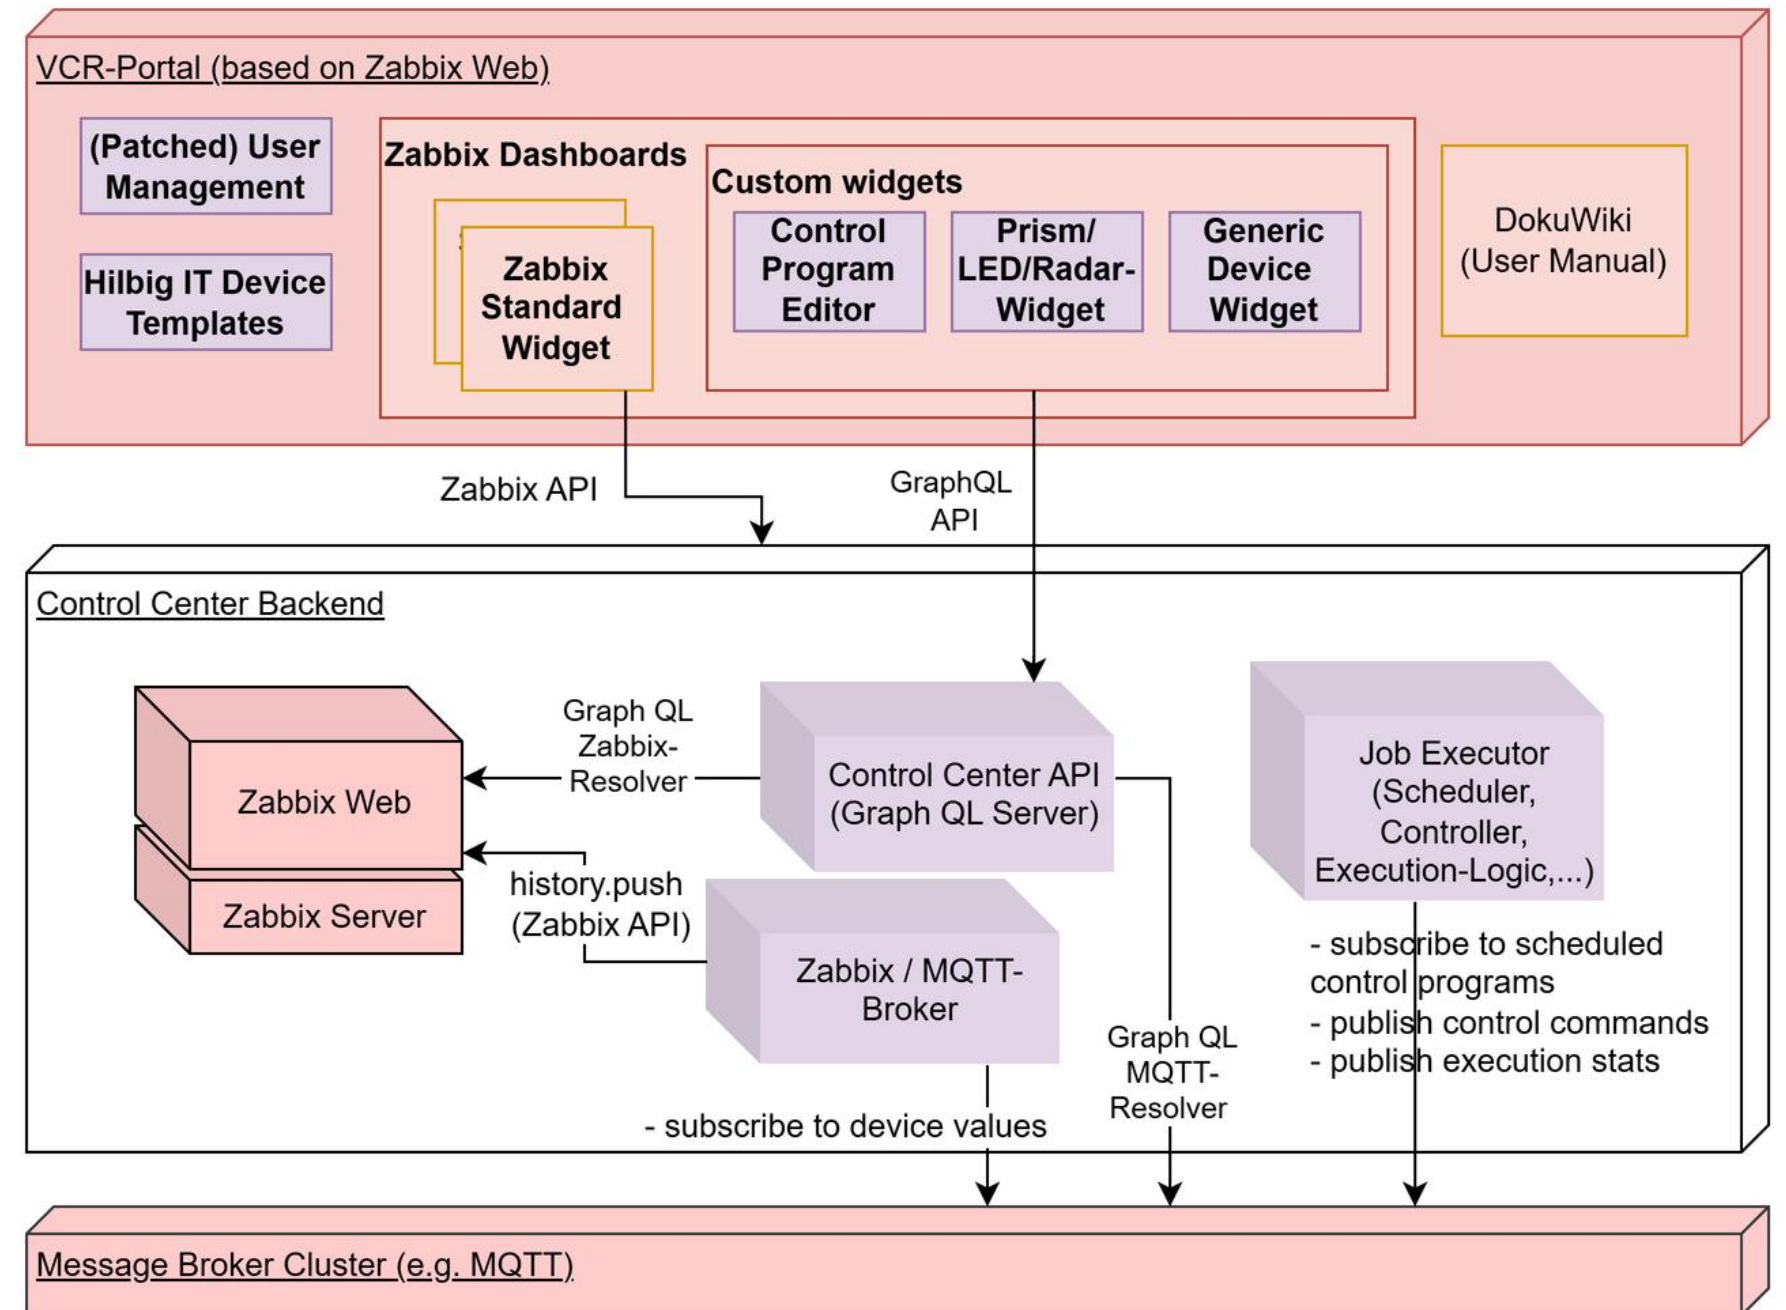 VCR-Portal (based on Zabbix Web)
(Patched) User
Management
Hilbig IT Device
Templates
Zabbix Dashboards
Zabbix
Standard
Widget
Custom widgets
Control
Program
Editor
Prism/
LED/Radar-
Widget
Generic
Device
Widget
DokuWiki
(User Manual)
Zabbix API
GraphQL
API
Control Center Backend
Zabbix Web
Zabbix Server
Graph QL
Zabbix-
Resolver
Control Center API
(Graph QL Server)
Job Executor
(Scheduler,
Controller,
Execution-Logic,...)
history.push
(Zabbix API)
Zabbix / MQTT-
Broker
- subscribe to scheduled
control programs
- publish control commands
- publish execution stats
Graph QL
MQTT-
Resolver
- subscribe to device values
Message Broker Cluster (e.g. MQTT)